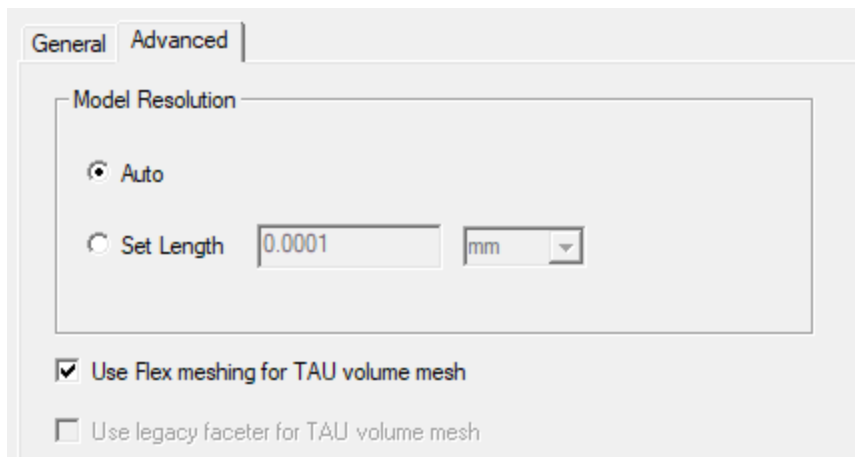 General Advanced
Model Resolution
Auto
Set Length 0.0001 mm
Use Flex meshing for TAU volume mesh
Use legacy faceter for TAU volume mesh